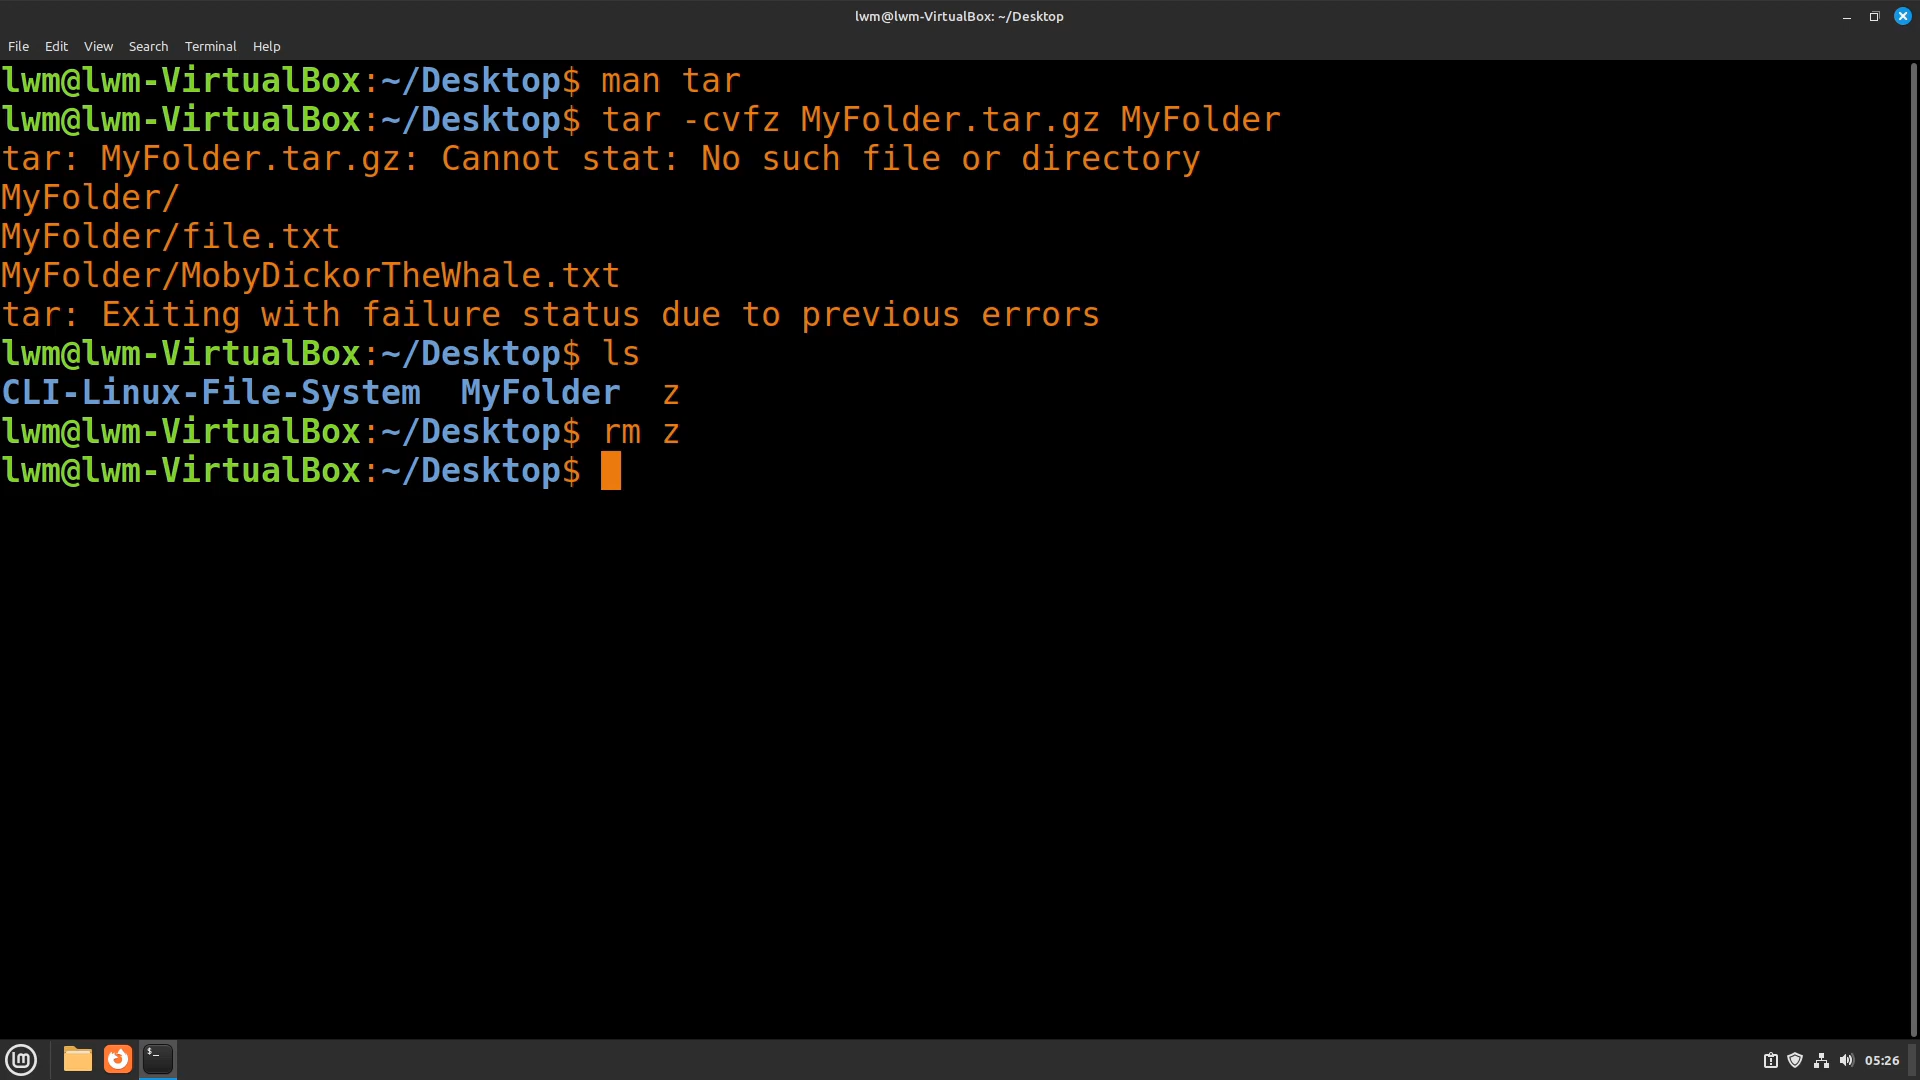 lwm@lwm-VirtualBox: ~/Desktop
File Edit View Search Terminal Help
lwm@lwm-VirtualBox:~/Desktop$ man tar
lwm@lwm-VirtualBox:~/Desktop$ tar -cvfz MyFolder.tar.gz MyFolder
tar: MyFolder.tar.gz: Cannot stat: No such file or directory
MyFolder/
MyFolder/file.txt
MyFolder/MobyDickorTheWhale.txt
tar: Exiting with failure status due to previous errors
lwm@lwm-VirtualBox:~/Desktop$ ls
CLI-Linux-File-System  MyFolder  z
lwm@lwm-VirtualBox:~/Desktop$ rm z
lwm@lwm-VirtualBox:~/Desktop$
05:26